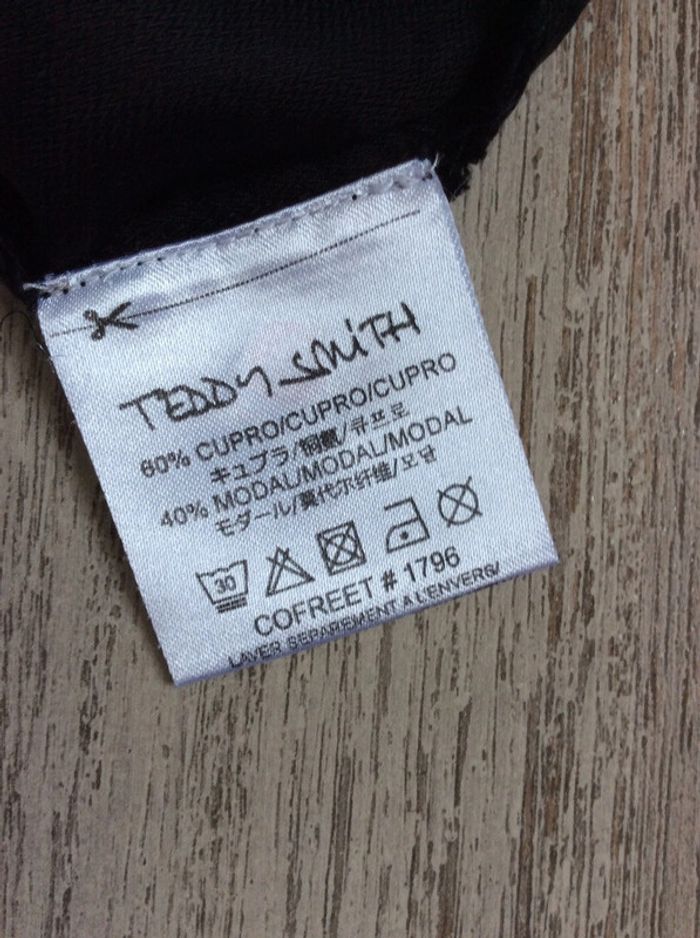 TEDDY SMITH
60% CUPRO/CUPRO/CUPRO
キュプラ/铜氨/큐프로
40% MODAL/MODAL/MODAL
モダール/莫代尔纤维/모달
30
COFREET # 1796
LAVER SEPAREMENT A L'ENVERS/